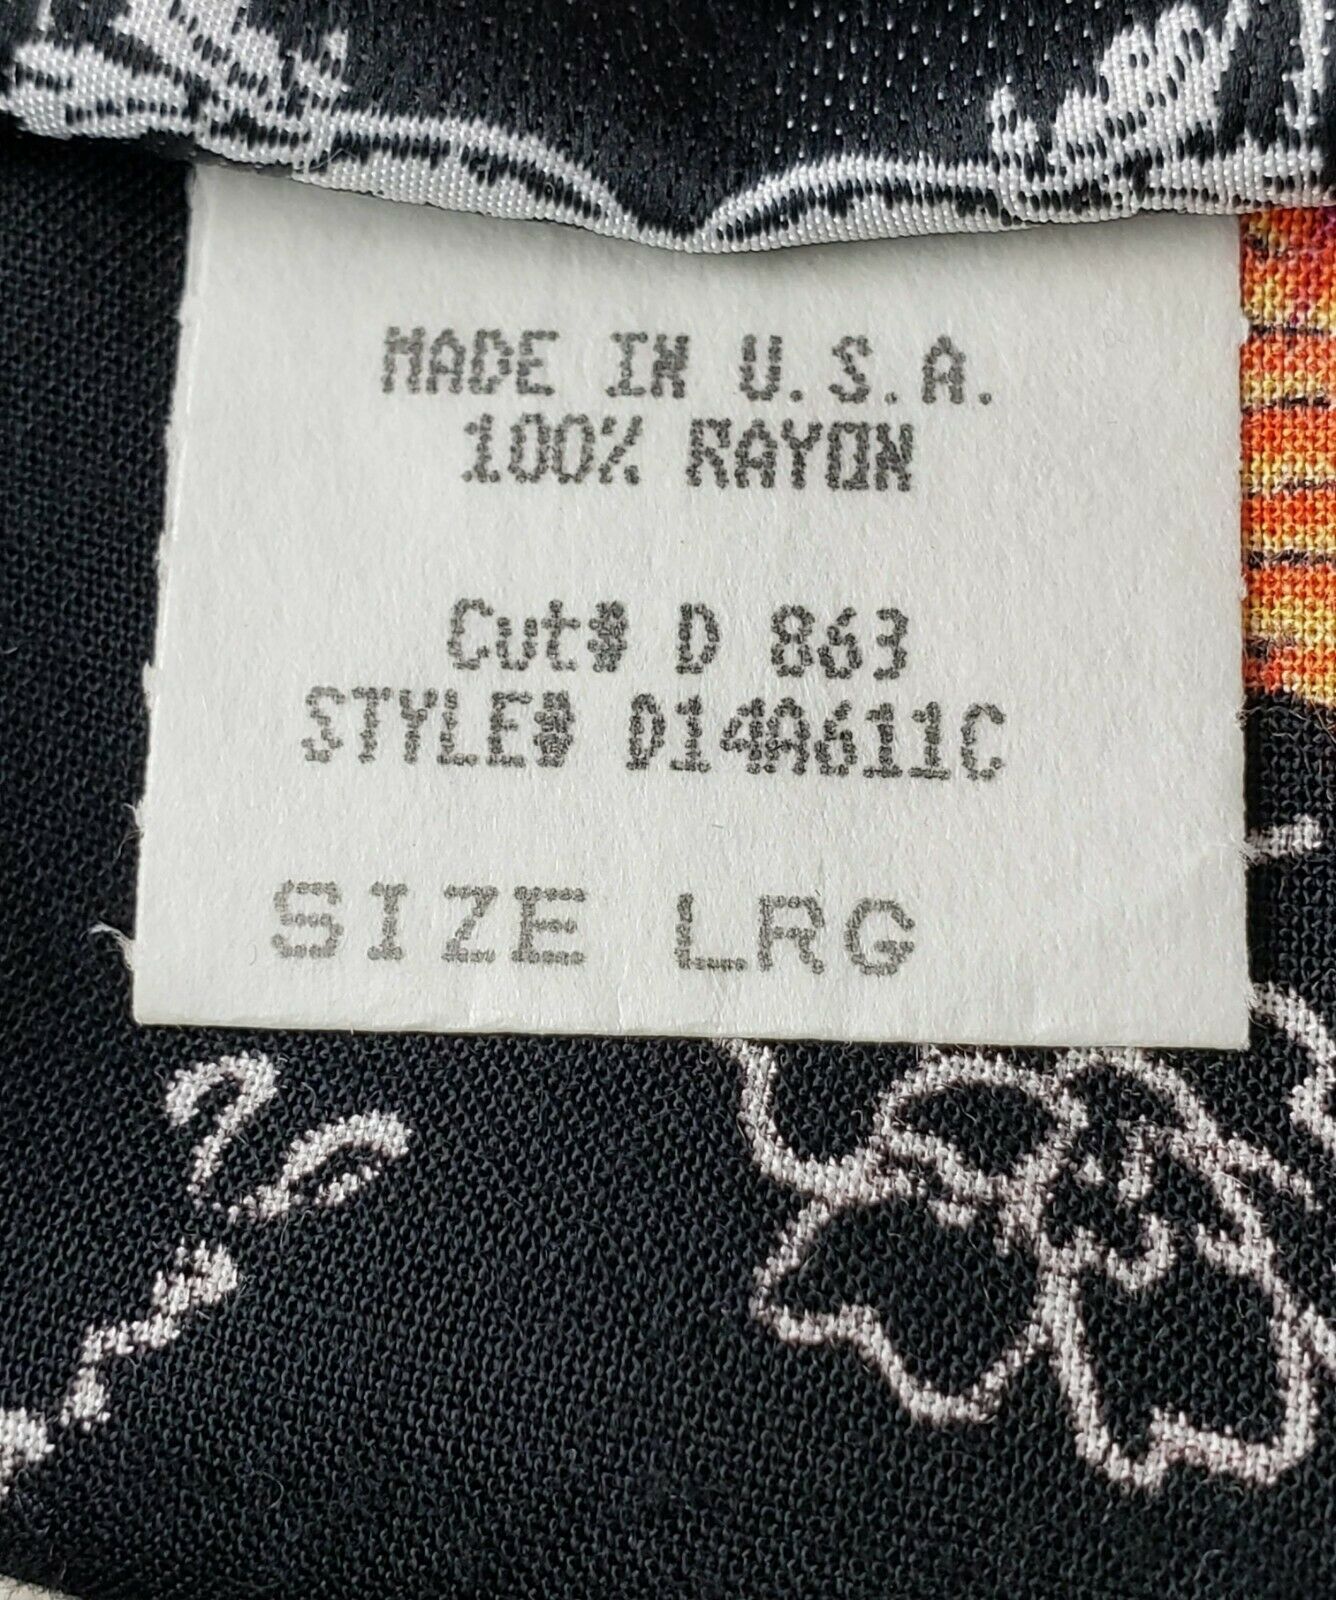 MADE IN U.S.A.
100% RAYON
Cut# D 863
STYLE# D14A611C
SIZE LRG